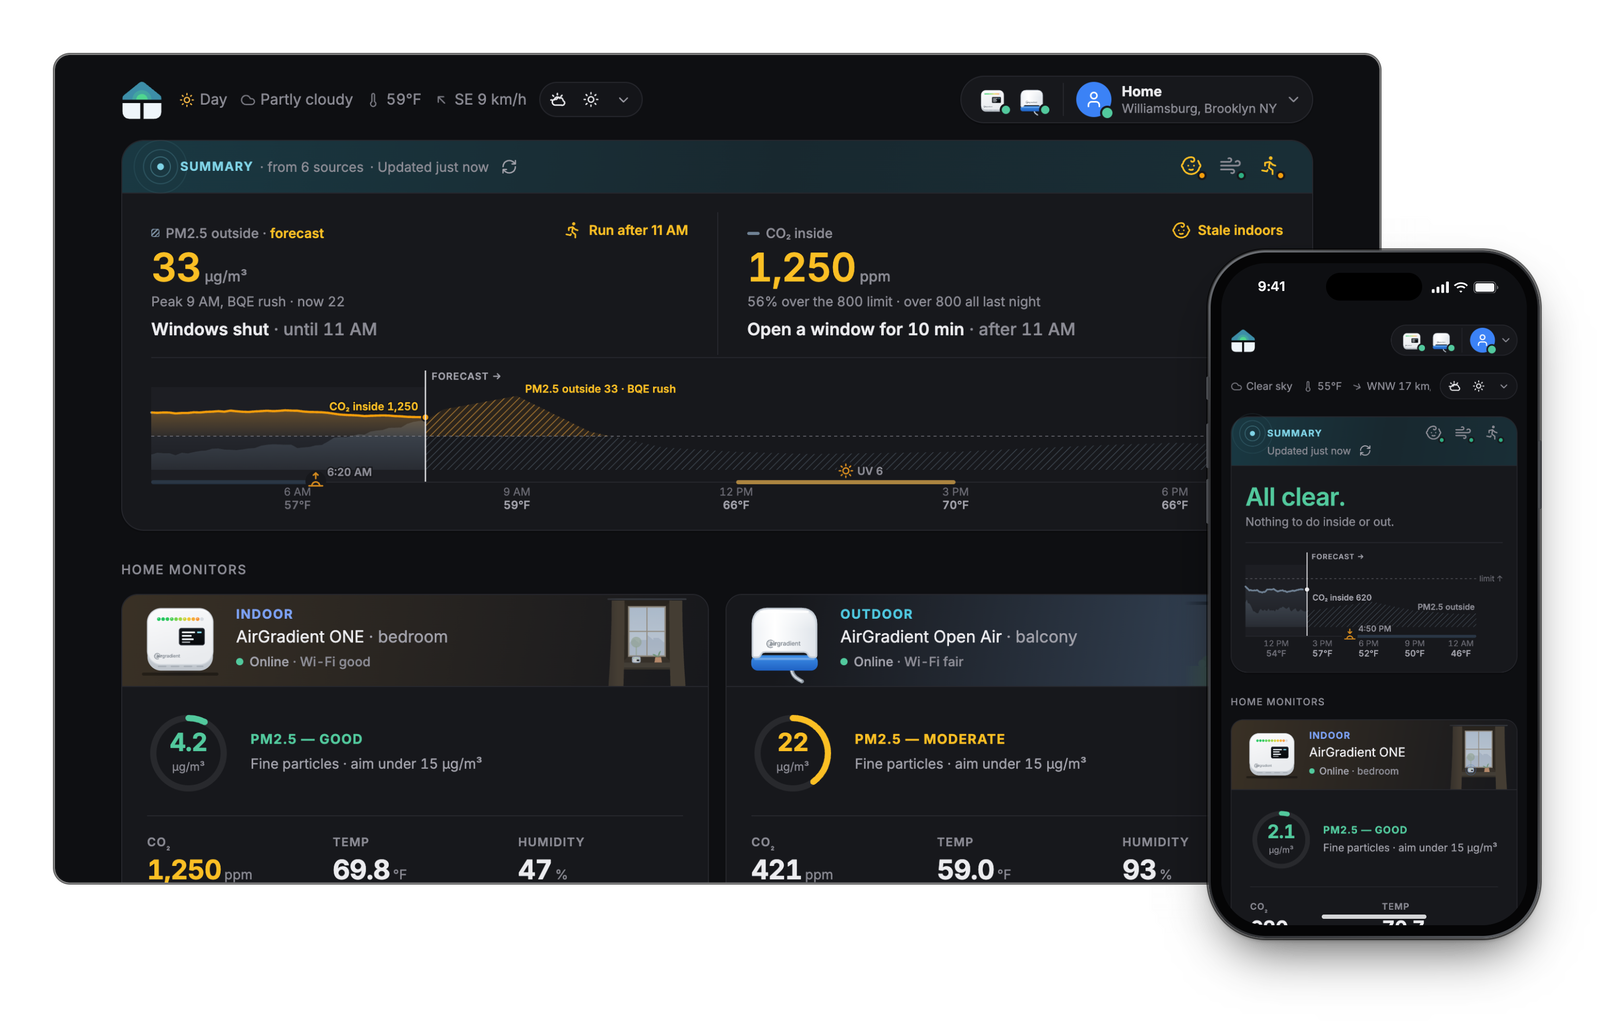 Day Partly cloudy 59°F SE 9 km/h
Home
Williamsburg, Brooklyn NY
SUMMARY · from 6 sources · Updated just now
PM2.5 outside · forecast
Run after 11 AM
33 µg/m³
Peak 9 AM, BQE rush · now 22
Windows shut · until 11 AM
CO₂ inside
Stale indoors
1,250 ppm
56% over the 800 limit · over 800 all last night
Open a window for 10 min · after 11 AM
FORECAST →
PM2.5 outside 33 · BQE rush
CO₂ inside 1,250
6:20 AM
UV 6
6 AM 9 AM 12 PM 3 PM 6 PM
57°F 59°F 66°F 70°F 66°F
HOME MONITORS
INDOOR
AirGradient ONE · bedroom
Online · Wi-Fi good
airgradient
4.2
µg/m³
PM2.5 — GOOD
Fine particles · aim under 15 µg/m³
CO₂ TEMP HUMIDITY
1,250 ppm 69.8 °F 47 %
OUTDOOR
AirGradient Open Air · balcony
Online · Wi-Fi fair
airgradient
22
µg/m³
PM2.5 — MODERATE
Fine particles · aim under 15 µg/m³
CO₂ TEMP HUMIDITY
421 ppm 59.0 °F 93 %
9:41
Clear sky 55°F WNW 17 km
SUMMARY
Updated just now
All clear.
Nothing to do inside or out.
FORECAST →
limit ↑
CO₂ inside 620
PM2.5 outside
4:50 PM
12 PM 3 PM 6 PM 9 PM 12 AM
54°F 57°F 52°F 50°F 46°F
HOME MONITORS
INDOOR
AirGradient ONE
Online · bedroom
2.1
µg/m³
PM2.5 — GOOD
Fine particles · aim under 15 µg/m³
CO₂ TEMP